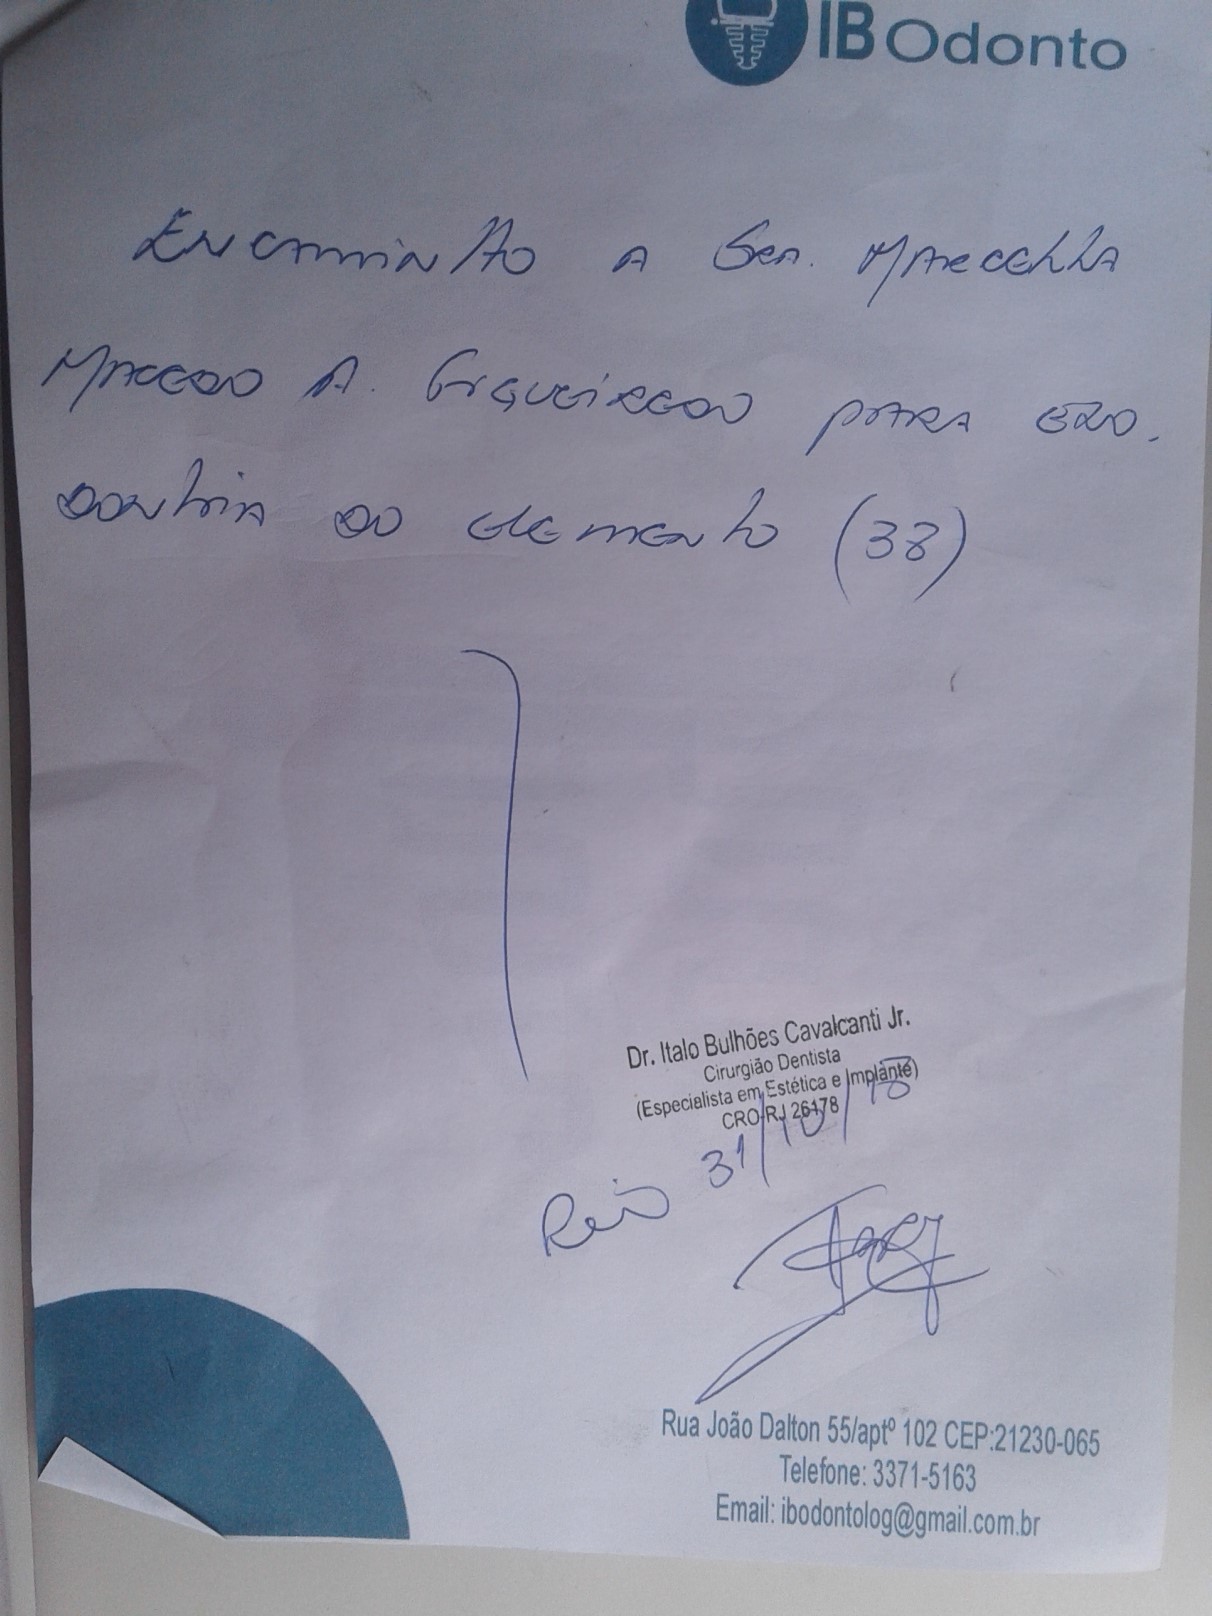 IB Odonto
Encaminho a Sra. Marcella
Macedo A. Figueiredo para exo.
dontia do elemento (38)
Dr. Italo Bulhões Cavalcanti Jr.
Cirurgião Dentista
(Especialista em Estética e Implante)
CRO-RJ 26178
Rio 31/10/18
Rua João Dalton 55/aptº 102 CEP:21230-065
Telefone: 3371-5163
Email: ibodontolog@gmail.com.br